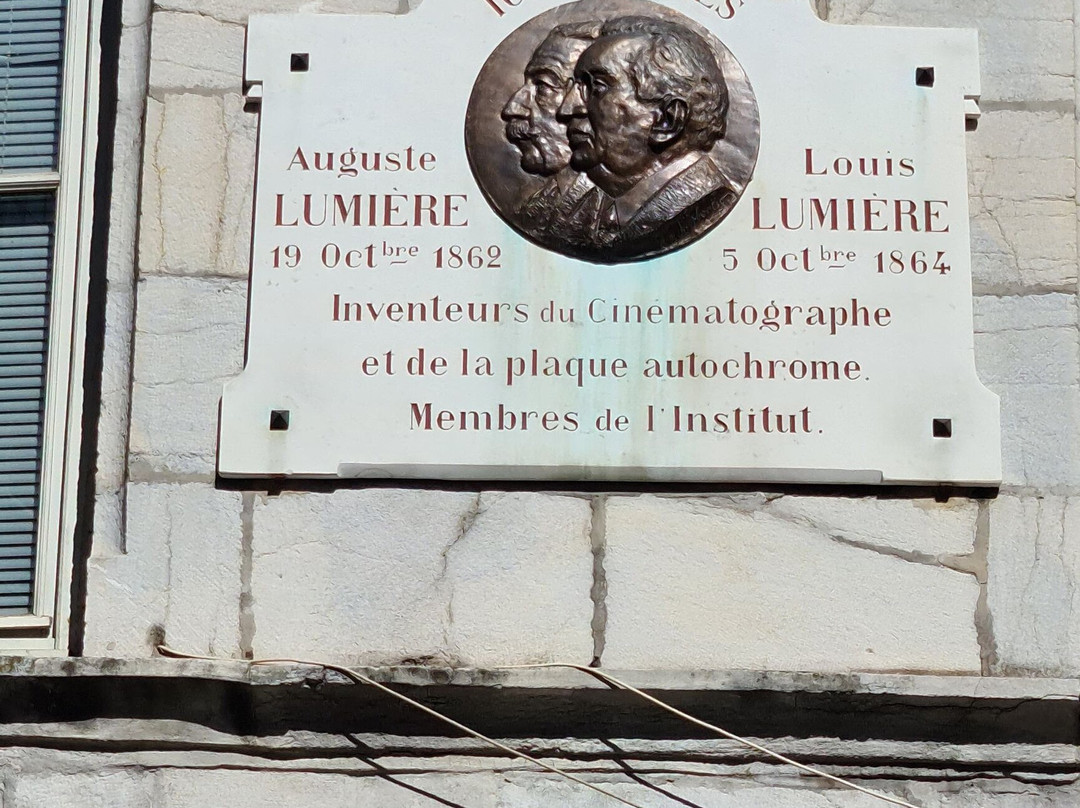 Auguste
LUMIÈRE
19 Octbre 1862
Louis
LUMIÈRE
5 Octbre 1864
Inventeurs du Cinématographe
et de la plaque autochrome.
Membres de l'Institut.